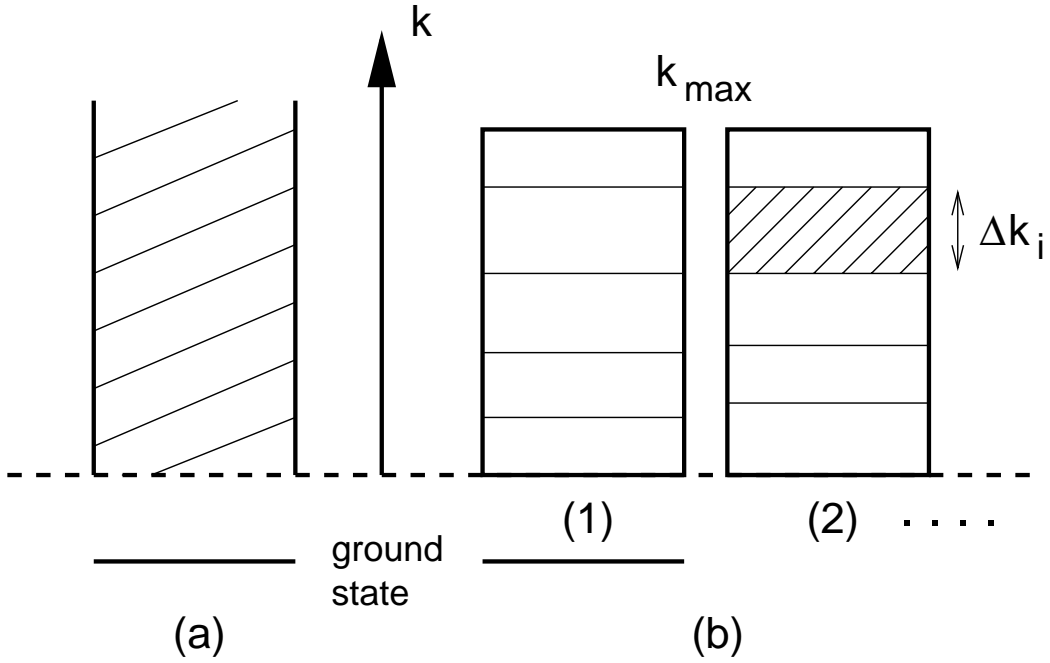 k
k max
Δk i
(1)
(2) . . . .
ground
state
(a)
(b)